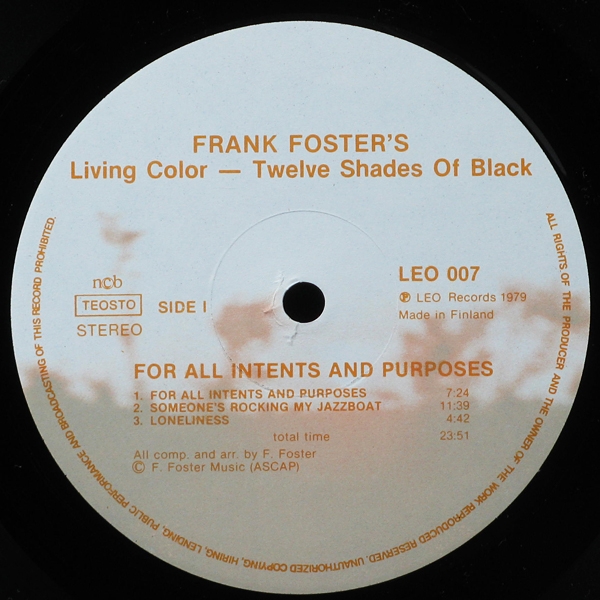 FRANK FOSTER'S
Living Color — Twelve Shades Of Black
ncb
TEOSTO
STEREO
SIDE I
LEO 007
Ⓟ LEO Records 1979
Made in Finland
FOR ALL INTENTS AND PURPOSES
1. FOR ALL INTENTS AND PURPOSES 7:24
2. SOMEONE'S ROCKING MY JAZZBOAT 11:39
3. LONELINESS 4:42
total time 23:51
All comp. and arr. by F. Foster
© F. Foster Music (ASCAP)
ALL RIGHTS OF THE PRODUCER AND THE OWNER OF THE WORK REPRODUCED RESERVED. UNAUTHORIZED COPYING, HIRING, LENDING, PUBLIC PERFORMANCE AND BROADCASTING OF THIS RECORD PROHIBITED.